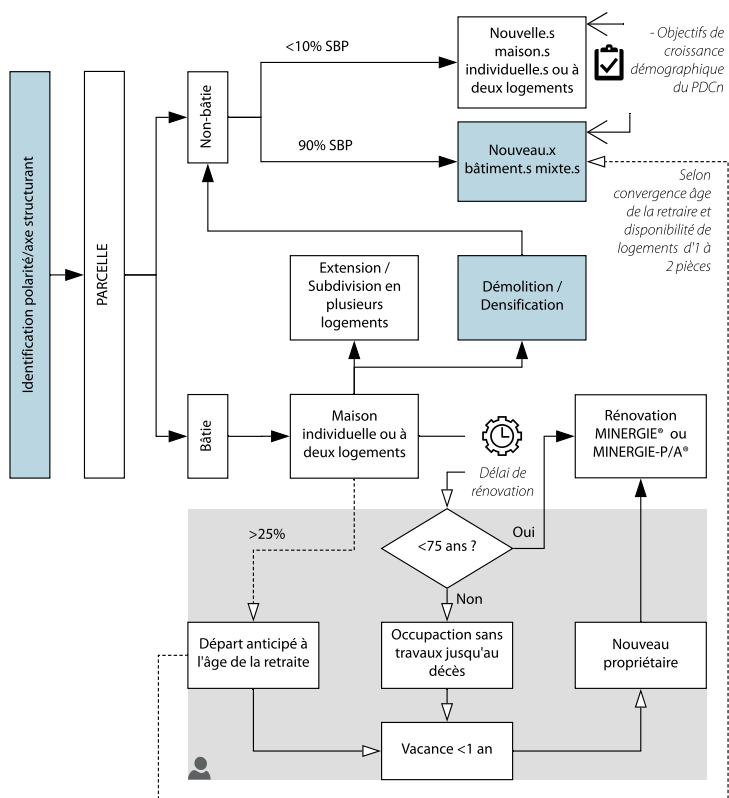 Identification polarité/axe structurant
PARCELLE
Non-bâtie
<10% SBP
90% SBP
Nouvelle.s
maison.s
individuelle.s ou à
deux logements
- Objectifs de
croissance
démographique
du PDCn
Nouveau.x
bâtiment.s mixte.s
Selon
convergence âge
de la retraire et
disponibilité de
logements d'1 à
2 pièces
Extension /
Subdivision en
plusieurs
logements
Démolition /
Densification
Bâtie
Maison
individuelle ou à
deux logements
Délai de
rénovation
Rénovation
MINERGIE® ou
MINERGIE-P/A®
>25%
<75 ans ?
Oui
Non
Départ anticipé à
l'âge de la retraite
Occupaction sans
travaux jusqu'au
décès
Nouveau
propriétaire
Vacance <1 an